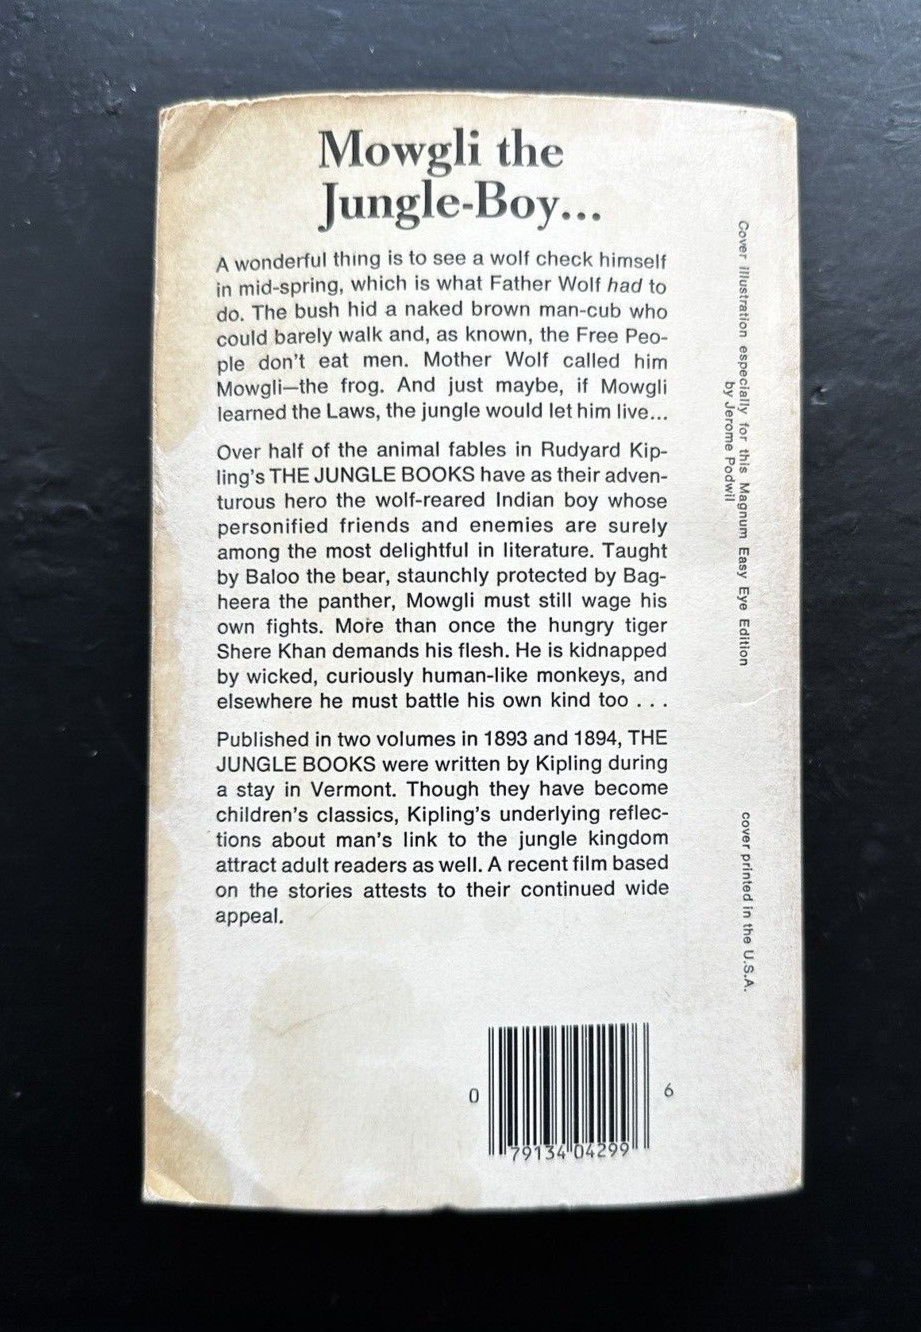 Mowgli the
Jungle-Boy...
A wonderful thing is to see a wolf check himself
in mid-spring, which is what Father Wolf had to
do. The bush hid a naked brown man-cub who
could barely walk and, as known, the Free Peo-
ple don't eat men. Mother Wolf called him
Mowgli—the frog. And just maybe, if Mowgli
learned the Laws, the jungle would let him live...
Over half of the animal fables in Rudyard Kip-
ling's THE JUNGLE BOOKS have as their adven-
turous hero the wolf-reared Indian boy whose
personified friends and enemies are surely
among the most delightful in literature. Taught
by Baloo the bear, staunchly protected by Bag-
heera the panther, Mowgli must still wage his
own fights. More than once the hungry tiger
Shere Khan demands his flesh. He is kidnapped
by wicked, curiously human-like monkeys, and
elsewhere he must battle his own kind too . . .
Published in two volumes in 1893 and 1894, THE
JUNGLE BOOKS were written by Kipling during
a stay in Vermont. Though they have become
children's classics, Kipling's underlying reflec-
tions about man's link to the jungle kingdom
attract adult readers as well. A recent film based
on the stories attests to their continued wide
appeal.
Cover illustration especially for this Magnum Easy Eye Edition
by Jerome Podwil
cover printed in the U.S.A.
0 79134 04299 6